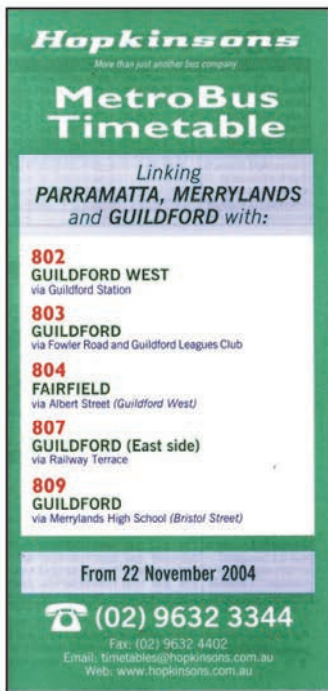 Hopkinsons
More than just another bus company
MetroBus
Timetable
Linking
PARRAMATTA, MERRYLANDS
and GUILDFORD with:
802
GUILDFORD WEST
via Guildford Station
803
GUILDFORD
via Fowler Road and Guildford Leagues Club
804
FAIRFIELD
via Albert Street (Guildford West)
807
GUILDFORD (East side)
via Railway Terrace
809
GUILDFORD
via Merrylands High School (Bristol Street)
From 22 November 2004
☎ (02) 9632 3344
Fax: (02) 9632 4402
Email: timetables@hopkinsons.com.au
Web: www.hopkinsons.com.au